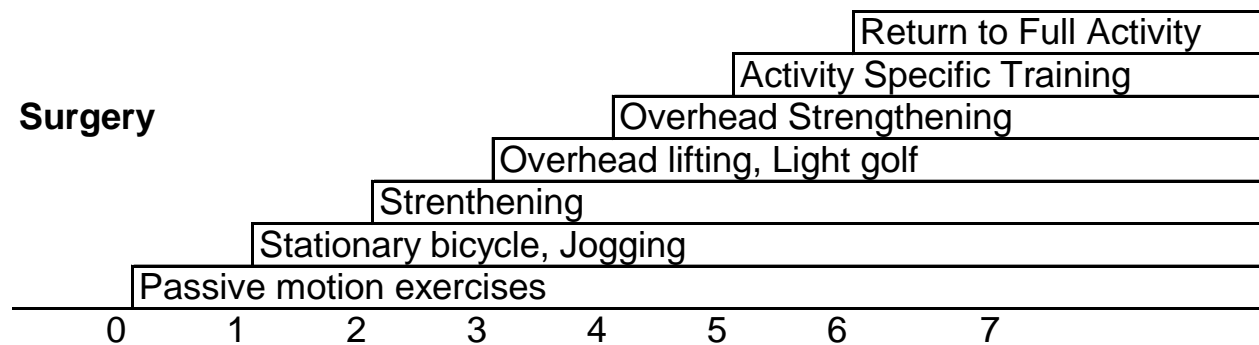 Return to Full Activity
Activity Specific Training
Surgery
Overhead Strengthening
Overhead lifting, Light golf
Strenthening
Stationary bicycle, Jogging
Passive motion exercises
0 1 2 3 4 5 6 7